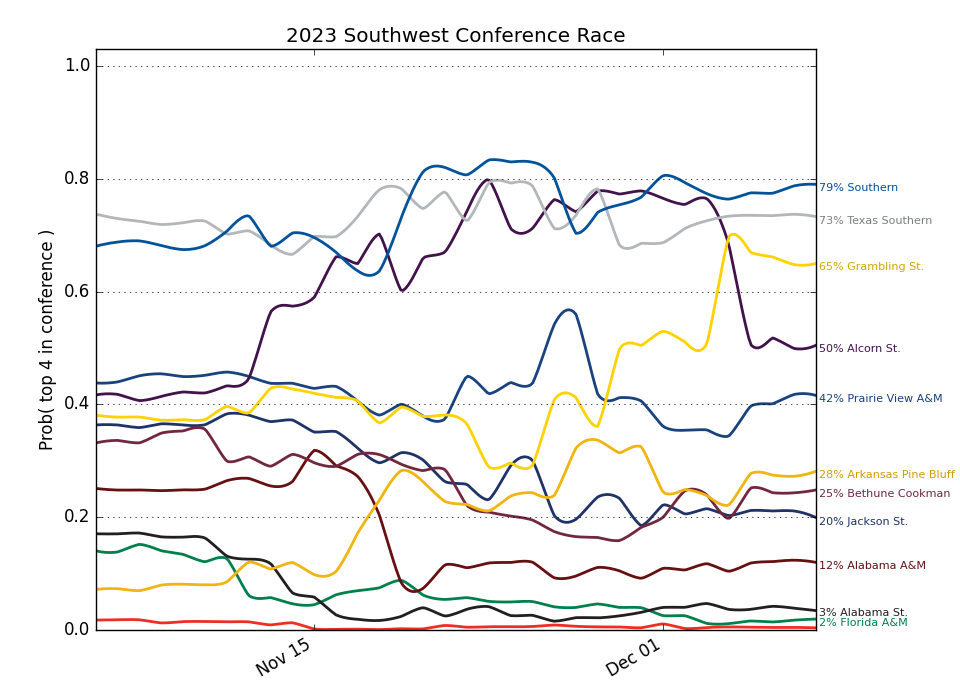 2023 Southwest Conference Race
Prob( top 4 in conference )
1.0
0.8
0.6
0.4
0.2
0.0
Nov 15
Dec 01
79% Southern
73% Texas Southern
65% Grambling St.
50% Alcorn St.
42% Prairie View A&M
28% Arkansas Pine Bluff
25% Bethune Cookman
20% Jackson St.
12% Alabama A&M
3% Alabama St.
2% Florida A&M